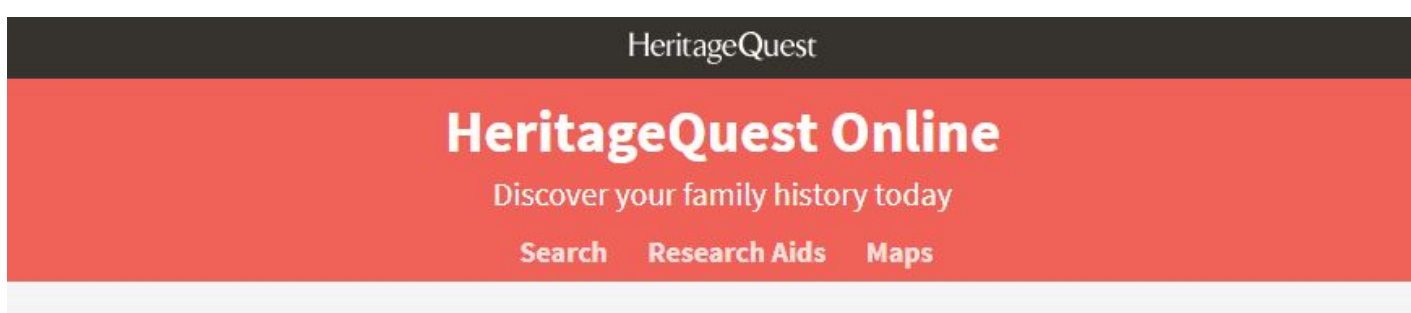 HeritageQuest
HeritageQuest Online
Discover your family history today
Search Research Aids Maps